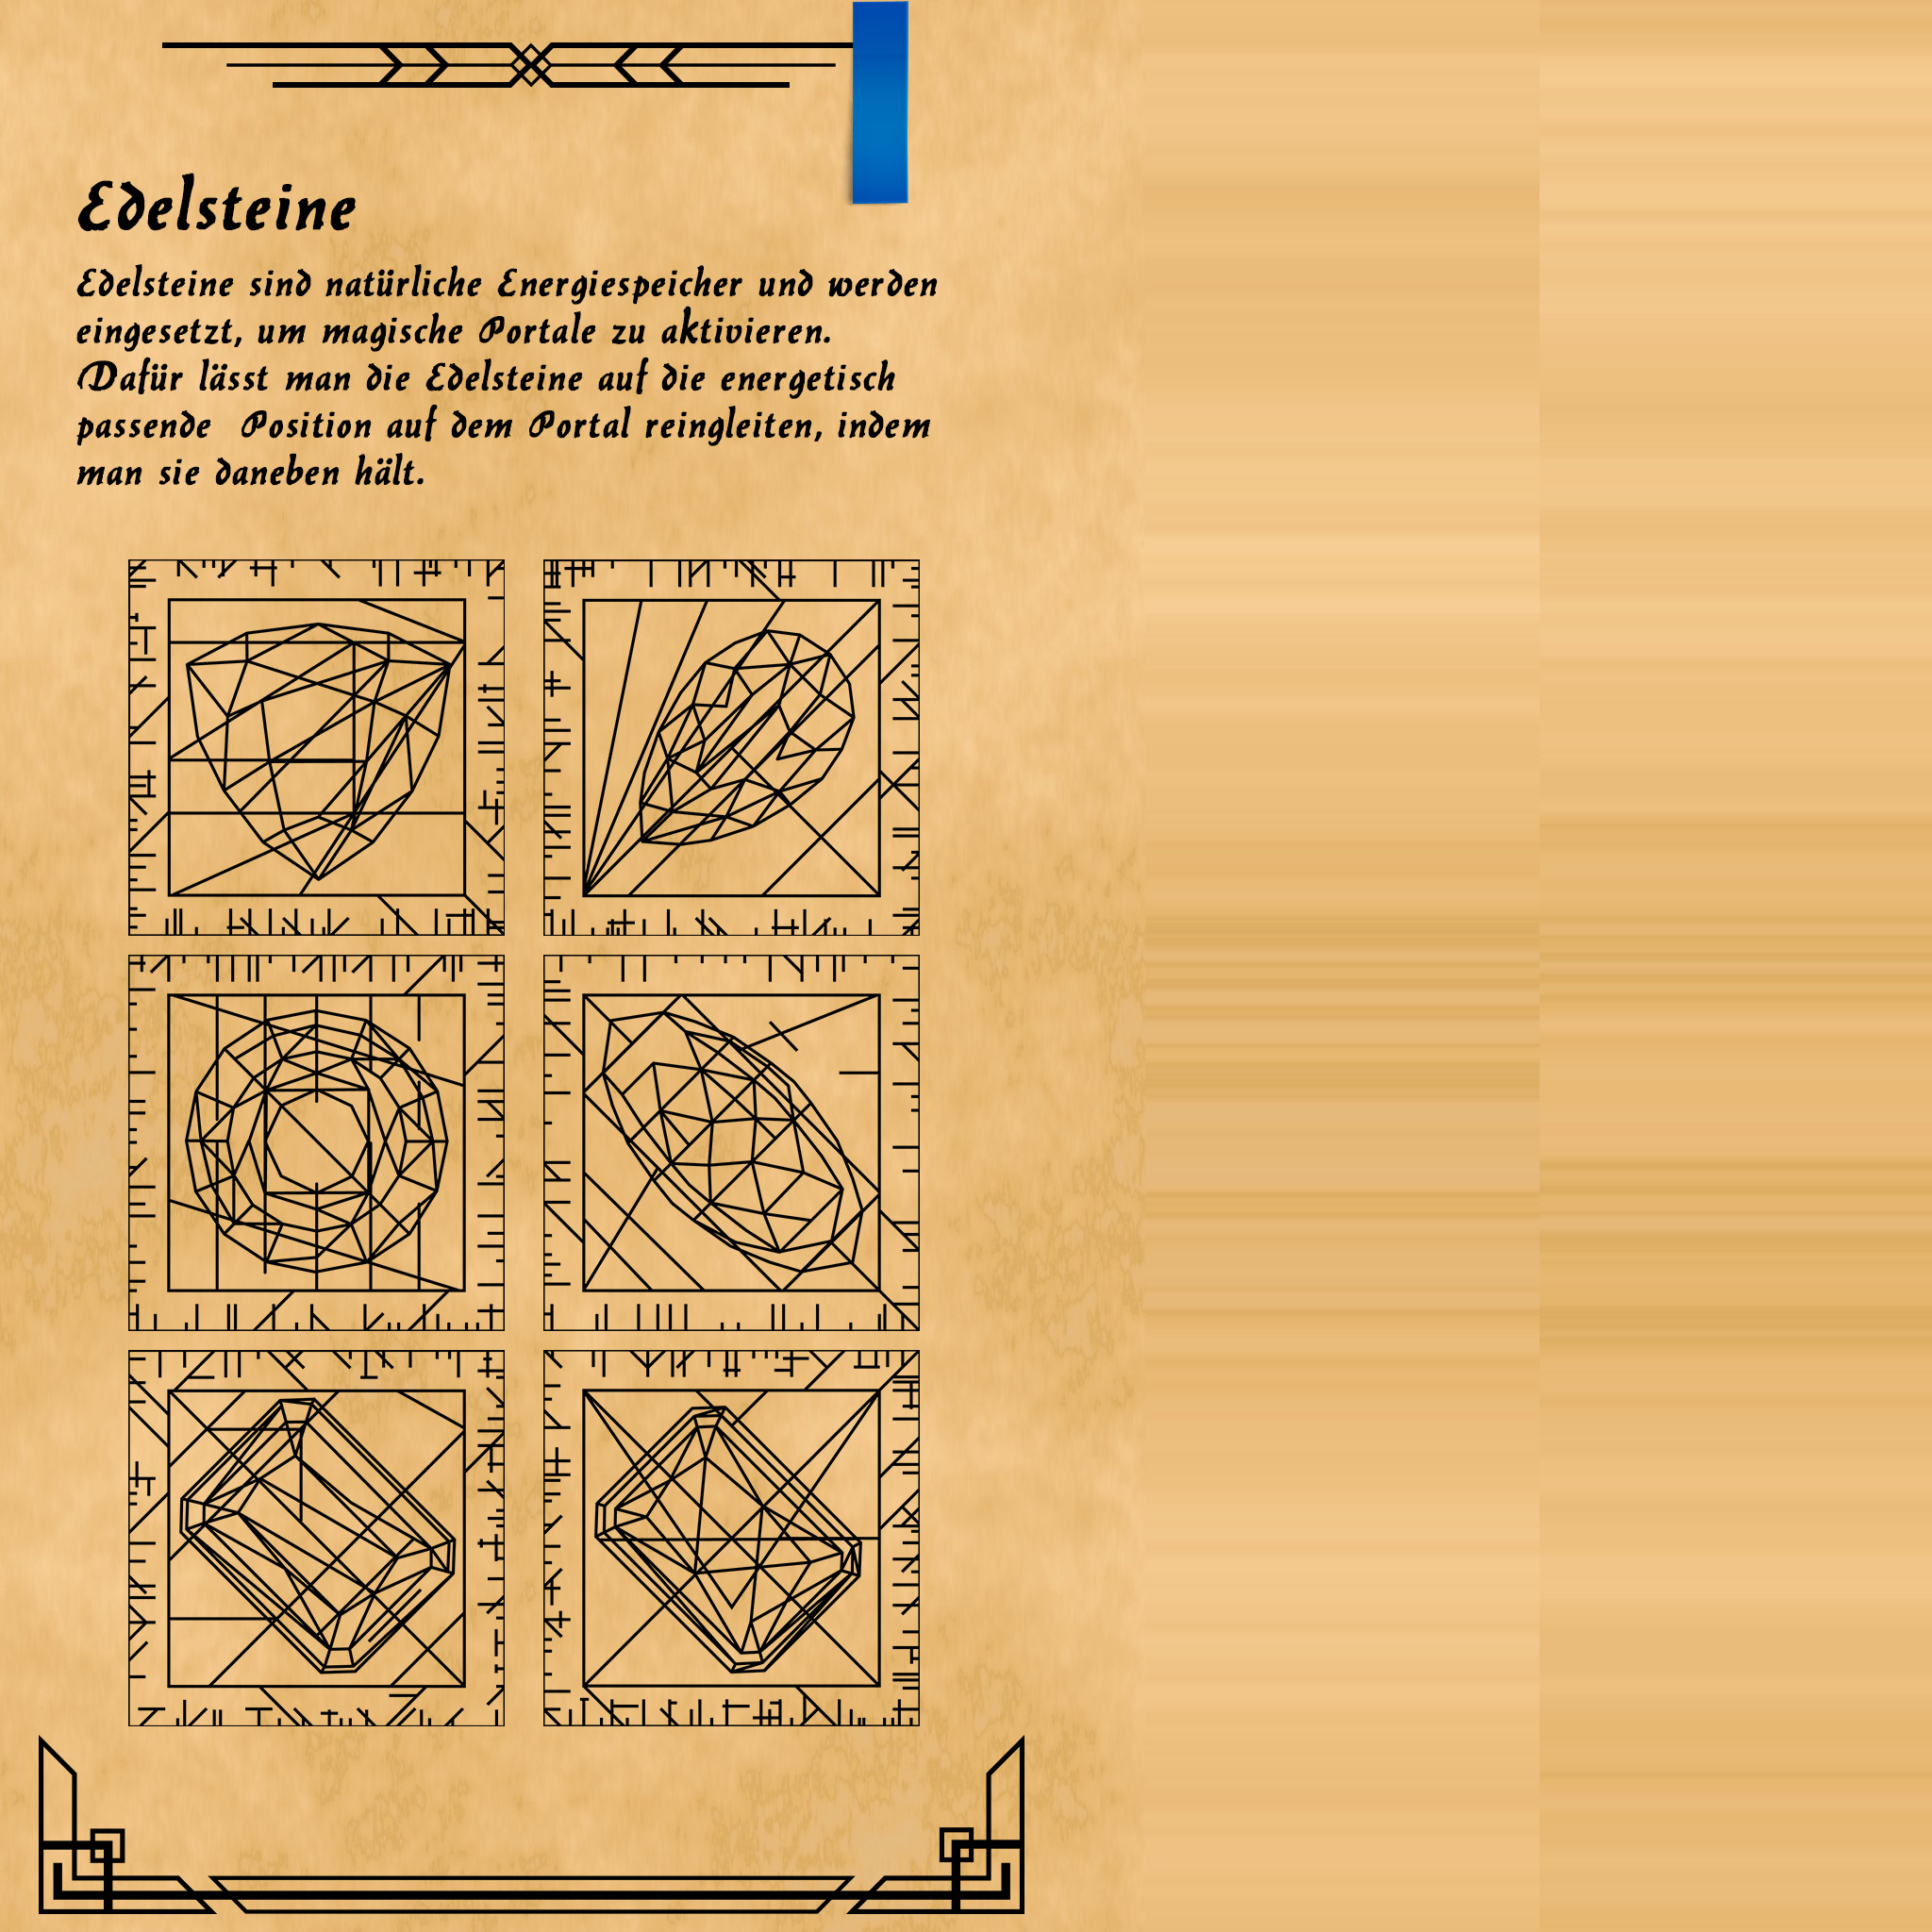 Edelsteine
Edelsteine sind natürliche Energiespeicher und werden
eingesetzt, um magische Portale zu aktivieren.
Dafür lässt man die Edelsteine auf die energetisch
passende Position auf dem Portal reingleiten, indem
man sie daneben hält.